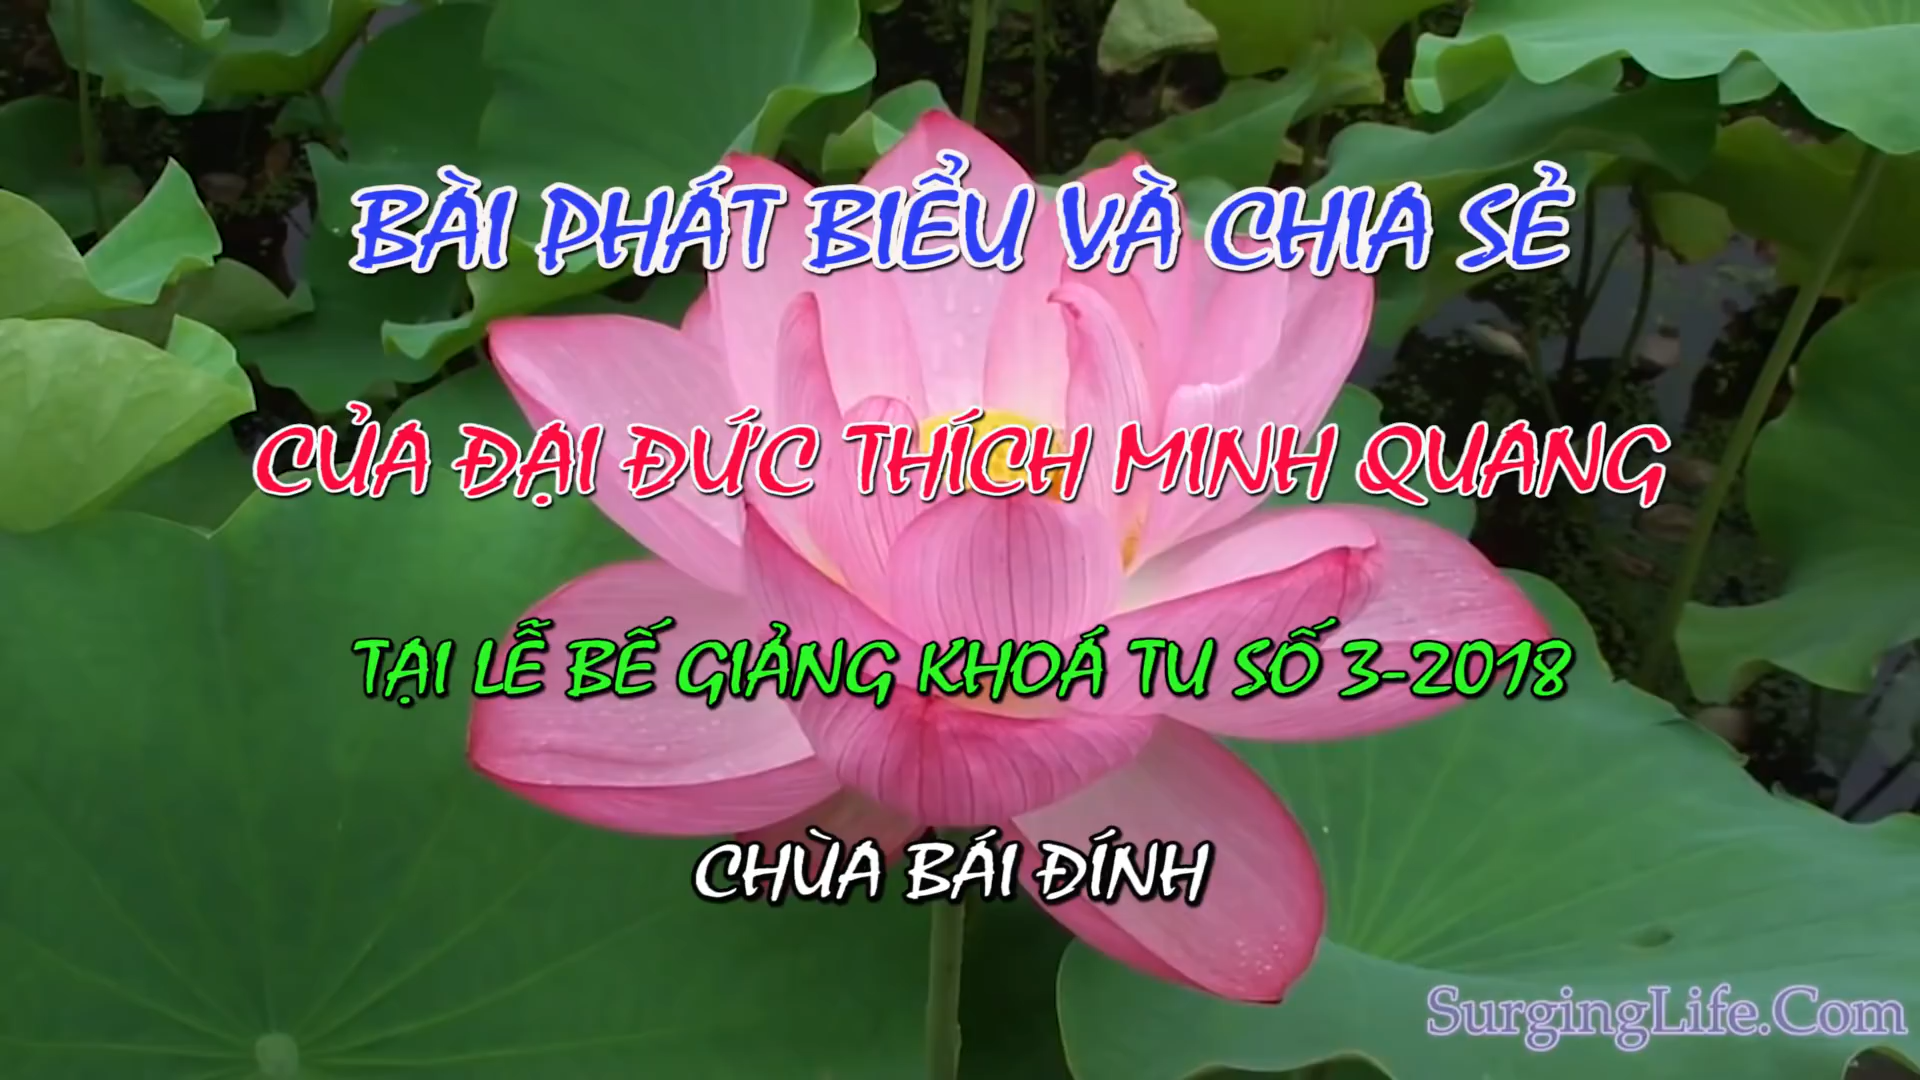 BÀI PHÁT BIỂU VÀ CHIA SẺ
CỦA ĐẠI ĐỨC THÍCH MINH QUANG
TẠI LỄ BẾ GIẢNG KHOÁ TU SỐ 3-2018
CHÙA BÁI ĐÍNH
SurgingLife.Com